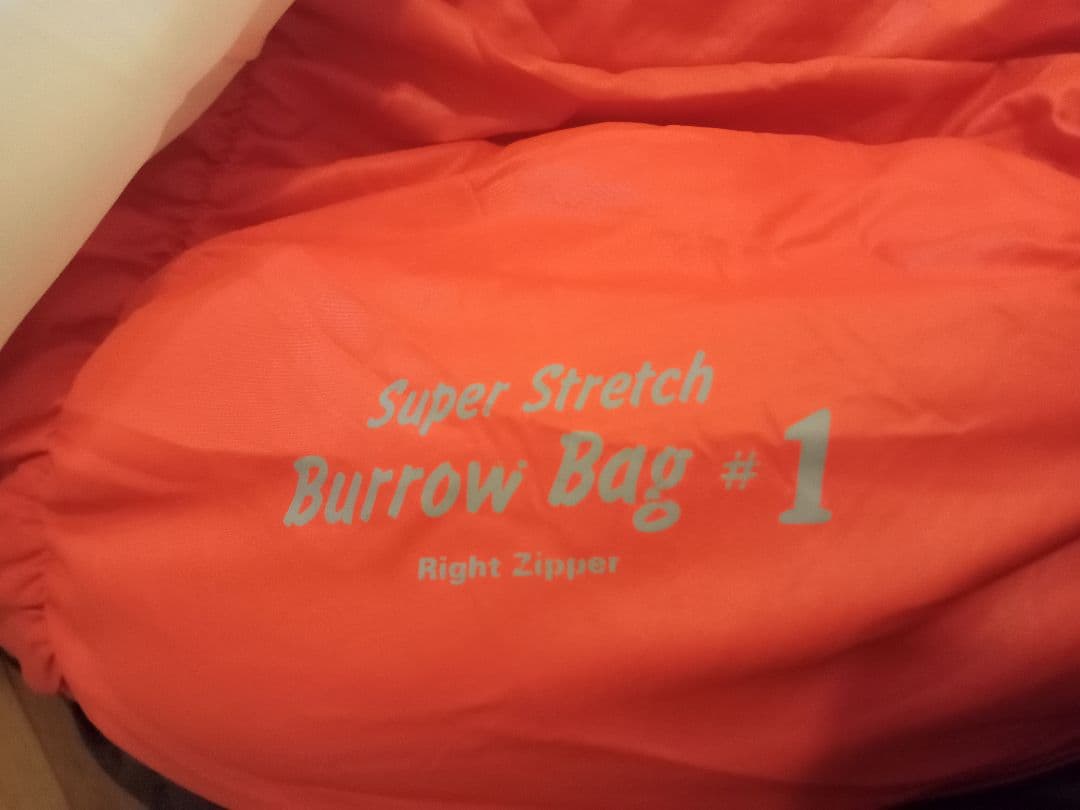 Super Stretch
Burrow Bag #1
Right Zipper